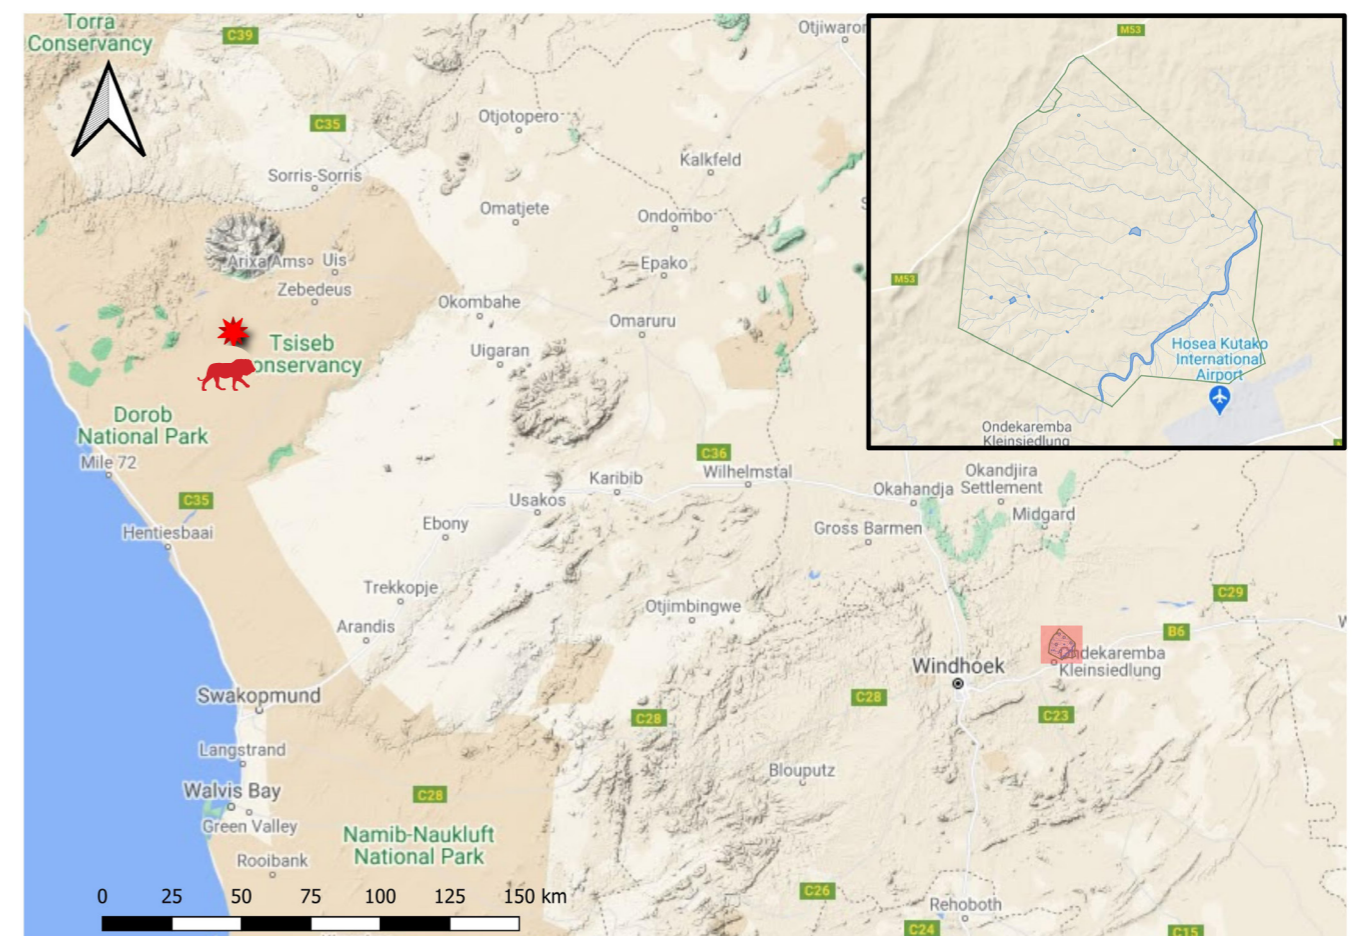 Torra
Conservancy
C39
Otjiwaron
M53
C35
Otjotopero
Kalkfeld
Sorris-Sorris
Omatjete
Ondombo
Arixa Ams
Uis
Epako
M53
Zebedeus
Okombahe
Omaruru
Tsiseb
onservancy
Uigaran
Hosea Kutako
International
Airport
Dorob
National Park
Ondekaremba
Kleinsiedlung
Mile 72
C36
Wilhelmstal
Karibib
Okandjira
Settlement
Okahandja
C35
Usakos
Midgard
Hentiesbaai
Ebony
Gross Barmen
Trekkopje
C29
Otjimbingwe
Arandis
B6
Windhoek
Ondekaremba
Kleinsiedlung
Swakopmund
C28
C28
C23
Langstrand
Blouputz
Walvis Bay
C28
Green Valley
Namib-Naukluft
National Park
Rooibank
0 25 50 75 100 125 150 km
C26
Rehoboth
C24
C15